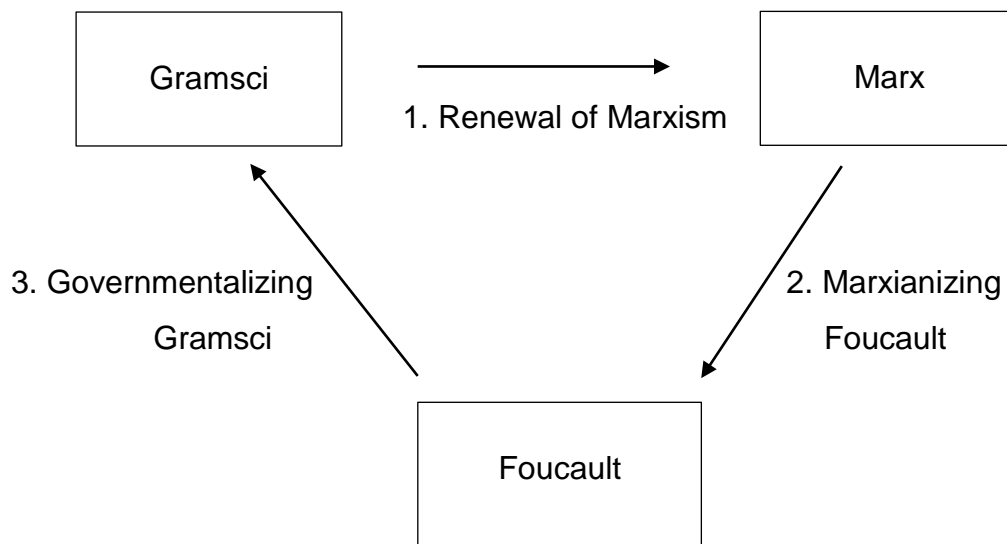 Gramsci
Marx
1. Renewal of Marxism
3. Governmentalizing
Gramsci
2. Marxianizing
Foucault
Foucault